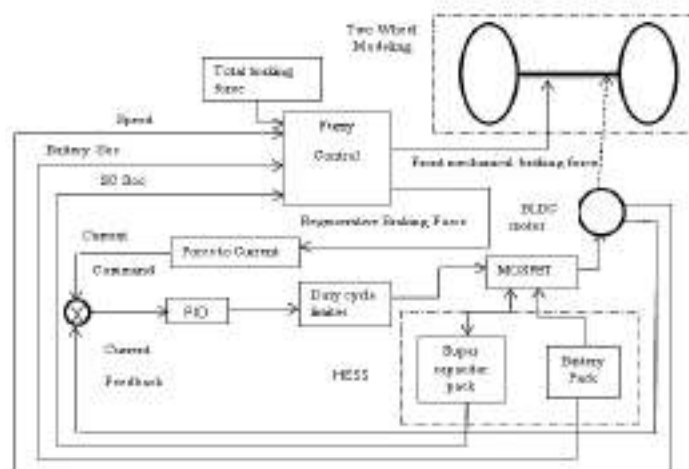 Two Wheel
Modeling
Total braking
force
Speed
Fuzzy
Control
Battery Soc
SC Soc
Front mechanical braking force
Regenerative Braking Force
BLDC
motor
Current
Command
Force to Current
MOSFET
PID
Duty cycle
limiter
Current
Feedback
HESS
Super
capacitor
pack
Battery
Pack